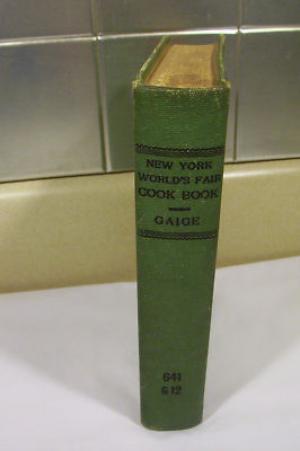 NEW YORK
WORLD'S FAIR
COOK BOOK
GAIGE
641
G12